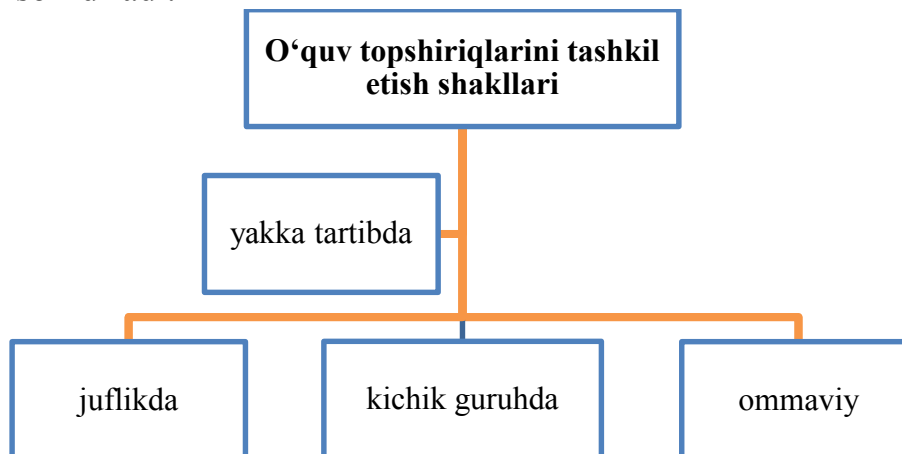 O‘quv topshiriqlarini tashkil
etish shakllari
yakka tartibda
juflikda
kichik guruhda
ommaviy